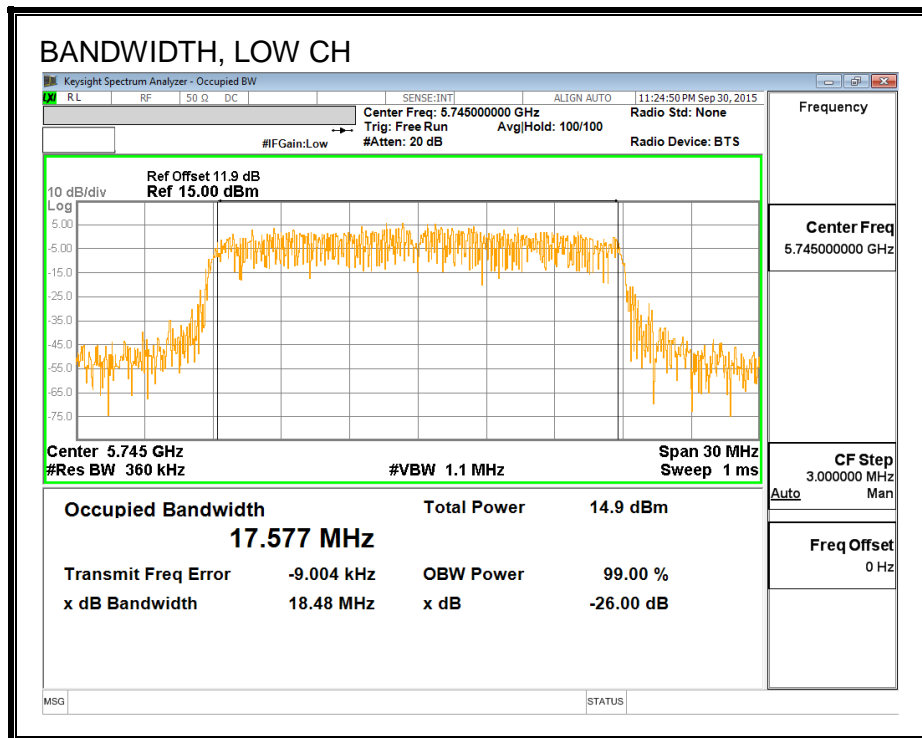 BANDWIDTH, LOW CH
Keysight Spectrum Analyzer - Occupied BW
LXI RL RF 50 Ω DC SENSE:INT ALIGN AUTO 11:24:50 PM Sep 30, 2015
Center Freq: 5.745000000 GHz Radio Std: None
Trig: Free Run Avg|Hold: 100/100
#IFGain:Low #Atten: 20 dB Radio Device: BTS
Frequency
Ref Offset 11.9 dB
10 dB/div Ref 15.00 dBm
Log
5.00
-5.00
-15.0
-25.0
-35.0
-45.0
-55.0
-65.0
-75.0
Center 5.745 GHz Span 30 MHz
#Res BW 360 kHz #VBW 1.1 MHz Sweep 1 ms
Center Freq
5.745000000 GHz
CF Step
3.000000 MHz
Auto Man
Freq Offset
0 Hz
Occupied Bandwidth Total Power 14.9 dBm
17.577 MHz
Transmit Freq Error -9.004 kHz OBW Power 99.00 %
x dB Bandwidth 18.48 MHz x dB -26.00 dB
MSG STATUS